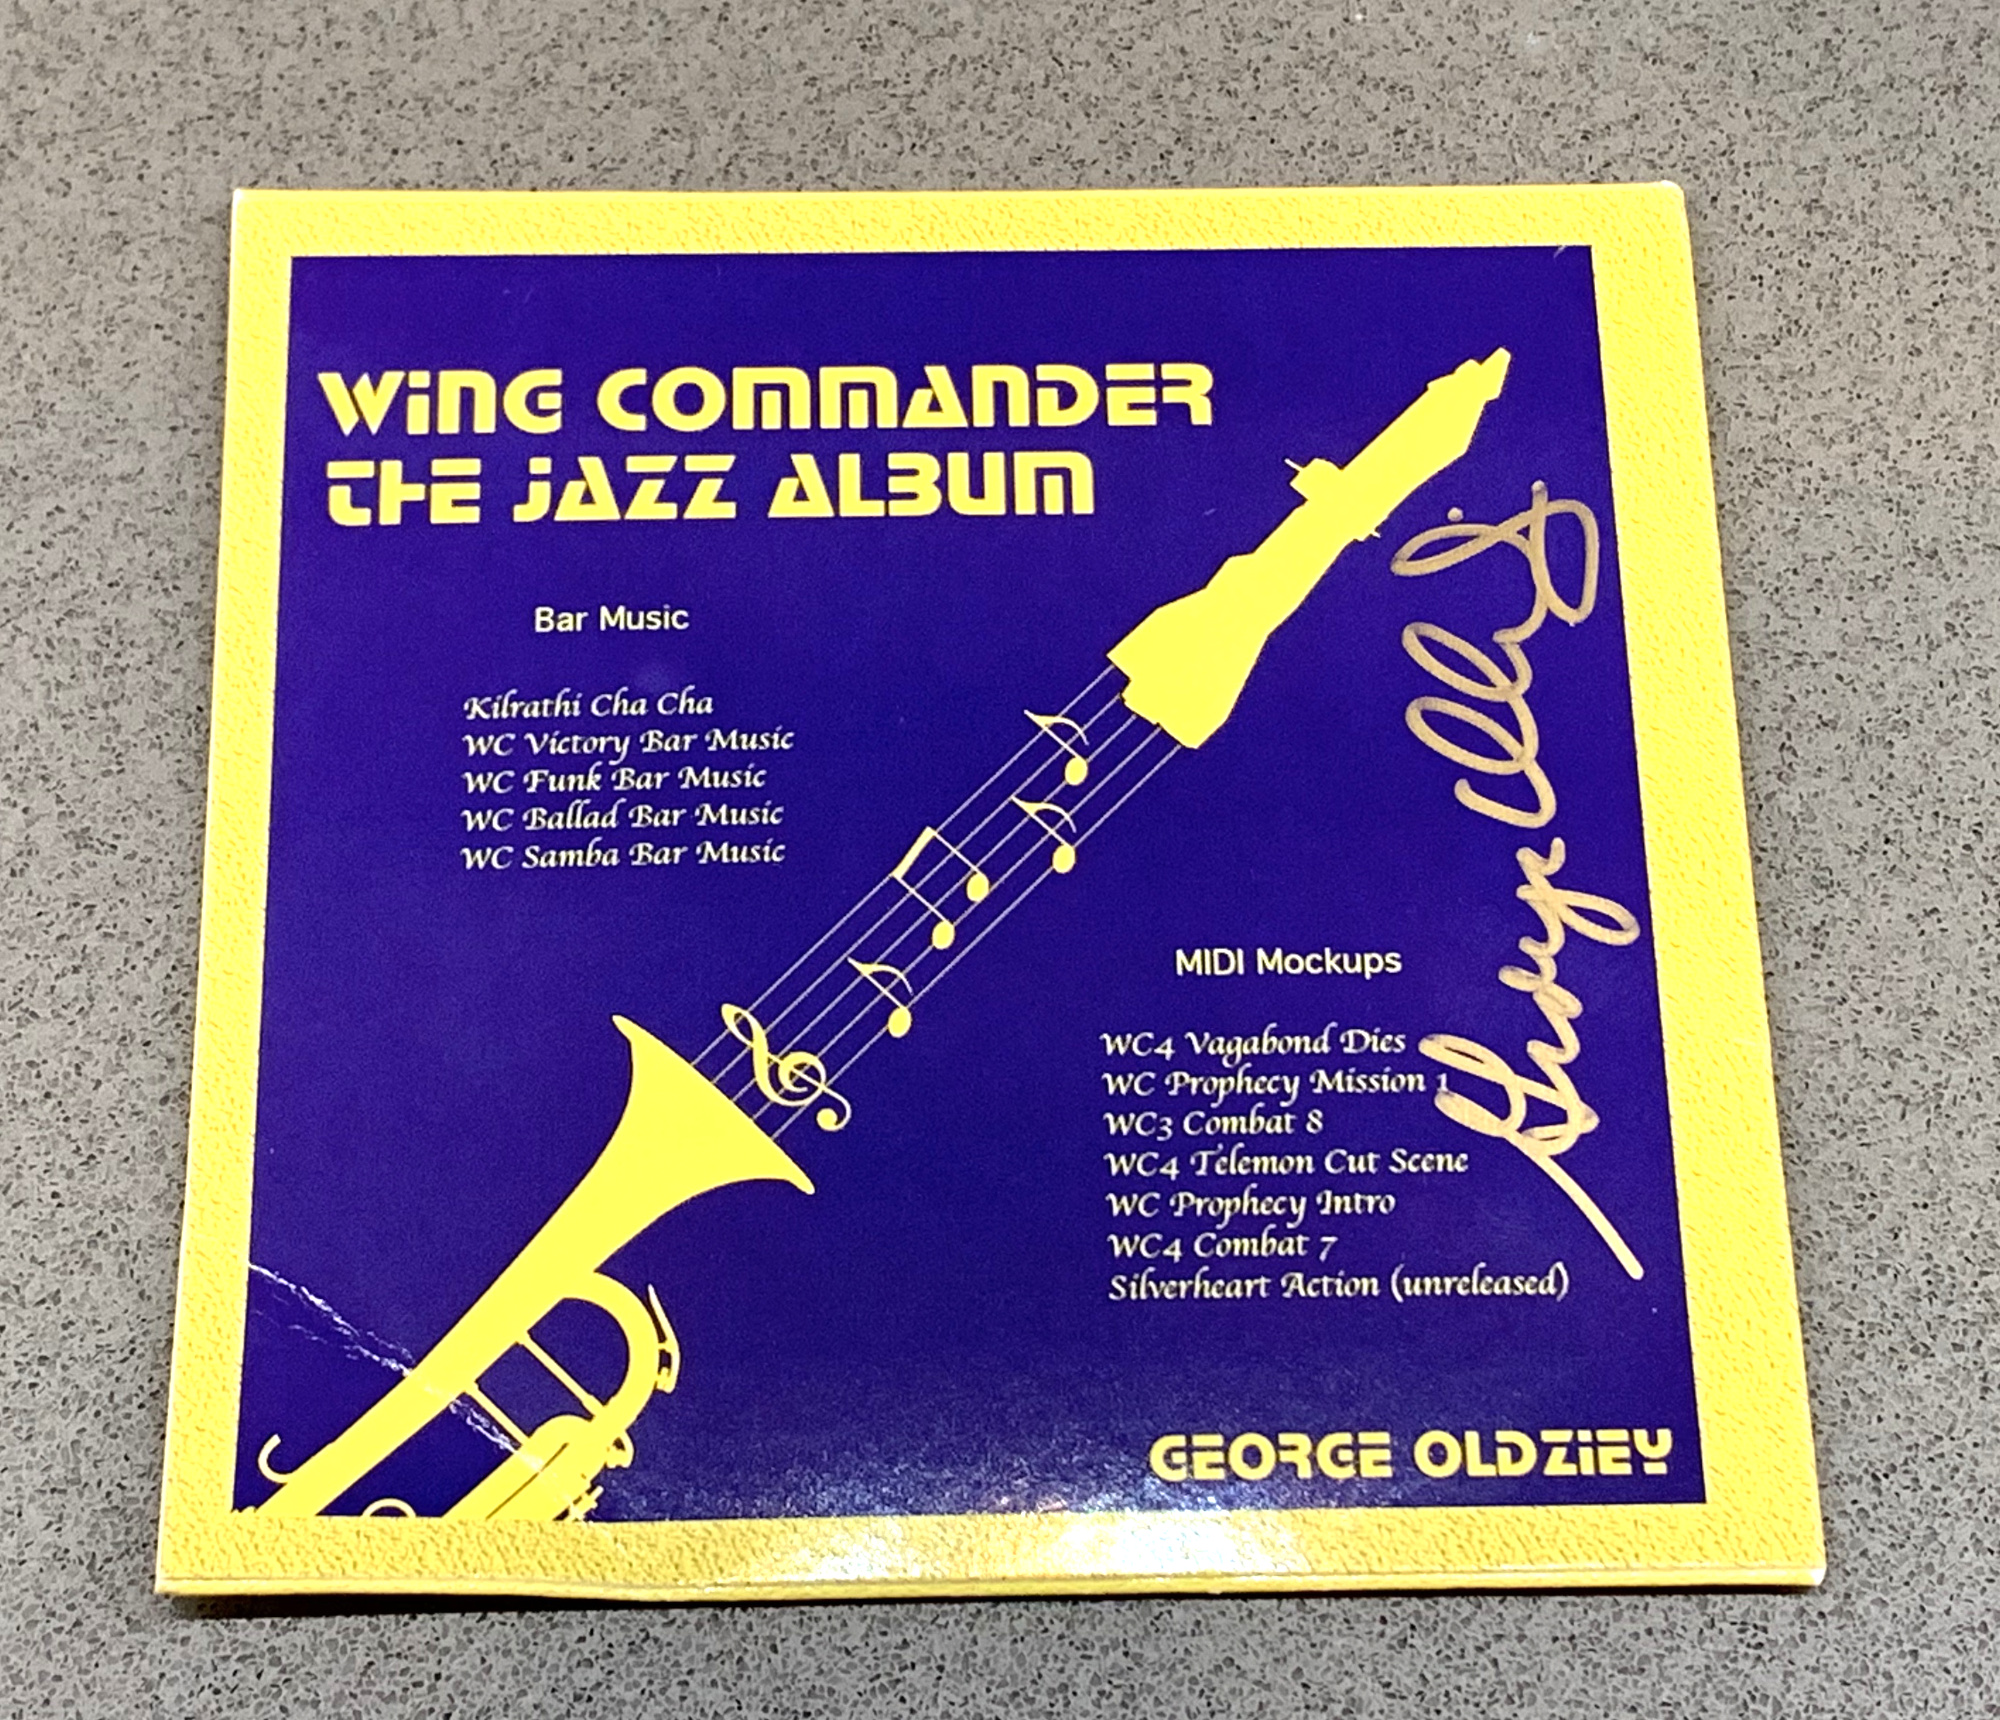 WING COMMANDER
THE JAZZ ALBUM
Bar Music
Kilrathi Cha Cha
WC Victory Bar Music
WC Funk Bar Music
WC Ballad Bar Music
WC Samba Bar Music
MIDI Mockups
WC4 Vagabond Dies
WC Prophecy Mission 1
WC3 Combat 8
WC4 Telemon Cut Scene
WC Prophecy Intro
WC4 Combat 7
Silverheart Action (unreleased)
GEORGE OLDZIEY